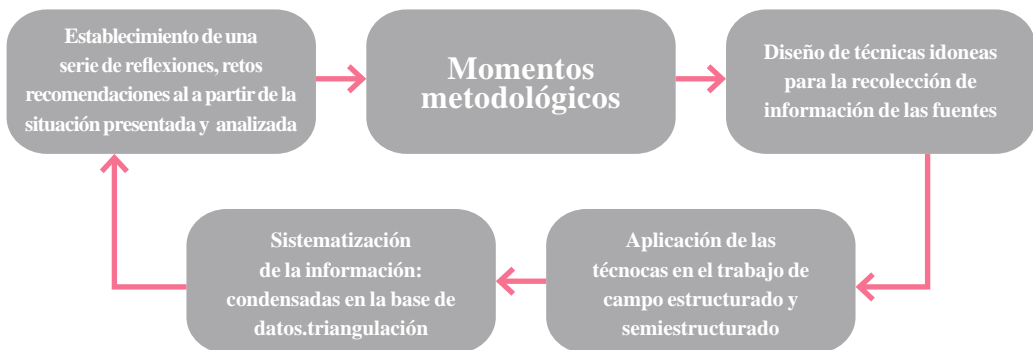 Establecimiento de una
serie de reflexiones, retos
recomendaciones al a partir de la
situación presentada y analizada
Momentos
metodológicos
Diseño de técnicas idoneas
para la recolección de
información de las fuentes
Sistematización
de la información:
condensadas en la base de
datos.triangulación
Aplicación de las
técnocas en el trabajo de
campo estructurado y
semiestructurado